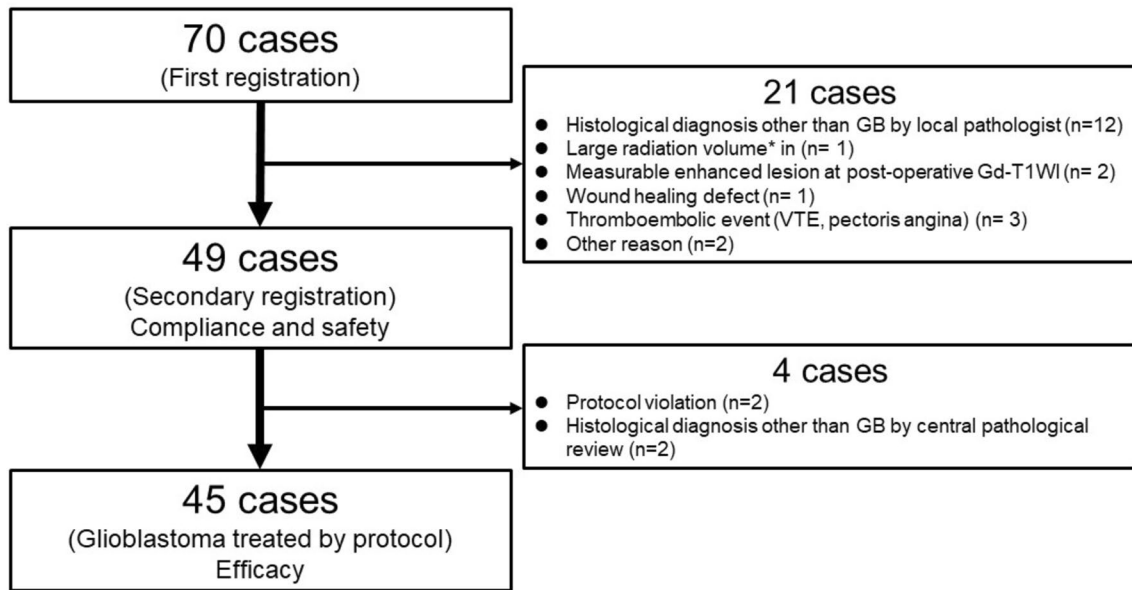 70 cases
(First registration)
21 cases
● Histological diagnosis other than GB by local pathologist (n=12)
● Large radiation volume* in (n= 1)
● Measurable enhanced lesion at post-operative Gd-T1WI (n= 2)
● Wound healing defect (n= 1)
● Thromboembolic event (VTE, pectoris angina) (n= 3)
● Other reason (n=2)
49 cases
(Secondary registration)
Compliance and safety
4 cases
● Protocol violation (n=2)
● Histological diagnosis other than GB by central pathological
review (n=2)
45 cases
(Glioblastoma treated by protocol)
Efficacy